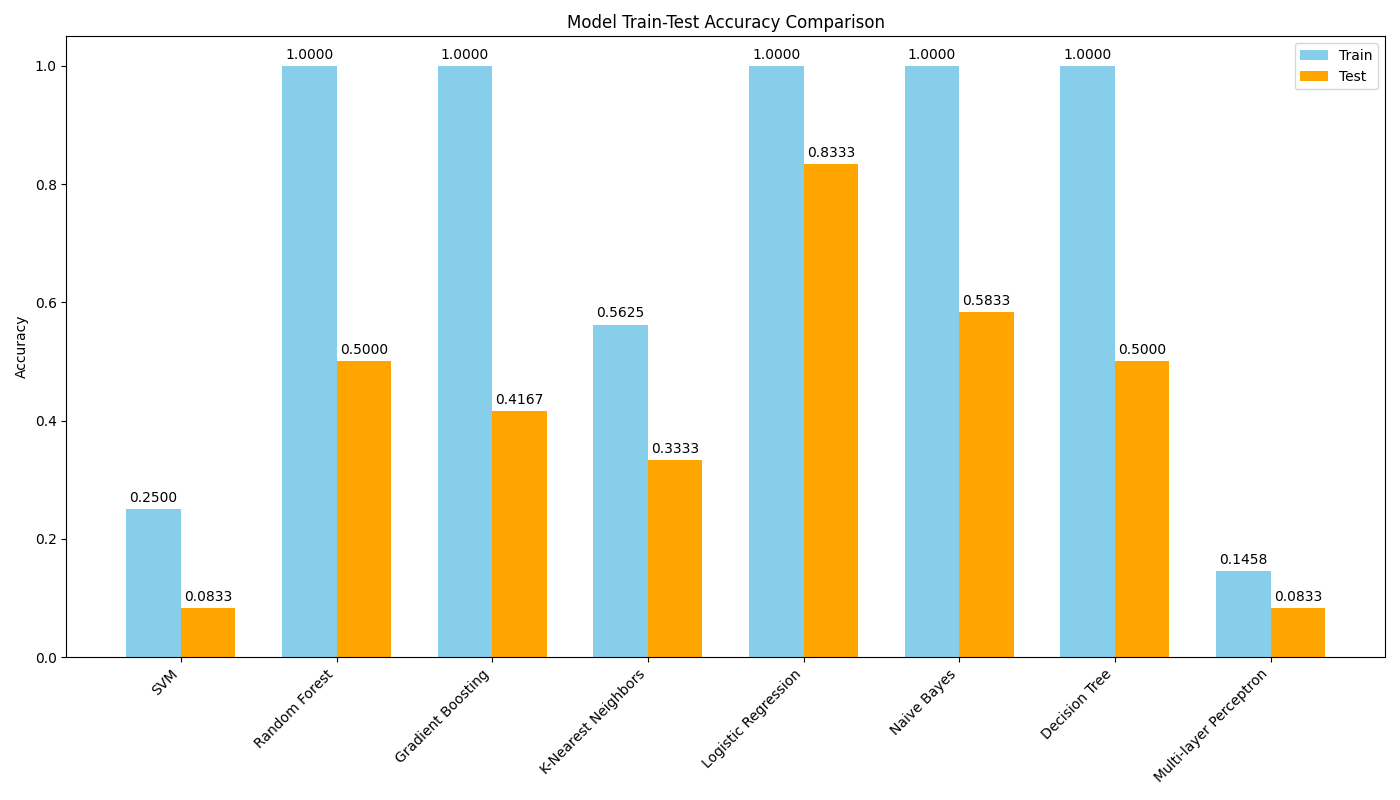 Model Train-Test Accuracy Comparison
Train
Test
Accuracy
1.0
0.8
0.6
0.4
0.2
0.0
0.2500
0.0833
1.0000
0.5000
1.0000
0.4167
0.5625
0.3333
1.0000
0.8333
1.0000
0.5833
1.0000
0.5000
0.1458
0.0833
SVM
Random Forest
Gradient Boosting
K-Nearest Neighbors
Logistic Regression
Naive Bayes
Decision Tree
Multi-layer Perceptron